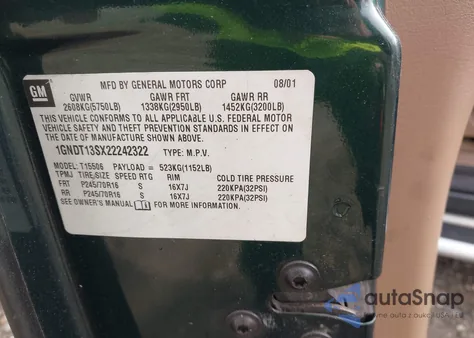 GM
MFD BY GENERAL MOTORS CORP 08/01
GVWR GAWR FRT GAWR RR
2608KG(5750LB) 1338KG(2950LB) 1452KG(3200LB)
THIS VEHICLE CONFORMS TO ALL APPLICABLE U.S. FEDERAL MOTOR
VEHICLE SAFETY AND THEFT PREVENTION STANDARDS IN EFFECT ON THE
DATE OF MANUFACTURE SHOWN ABOVE.
1GNDT13SX22242322 TYPE: M.P.V.
MODEL: T15506 PAYLOAD = 523KG(1152LB)
TPMJ TIRE SIZE SPEED RTG RIM COLD TIRE PRESSURE
FRT P245/70R16 S 16X7J 220KPA(32PSI)
RR P245/70R16 S 16X7J 220KPA(32PSI)
SEE OWNER'S MANUAL FOR MORE INFORMATION.
autoSnap